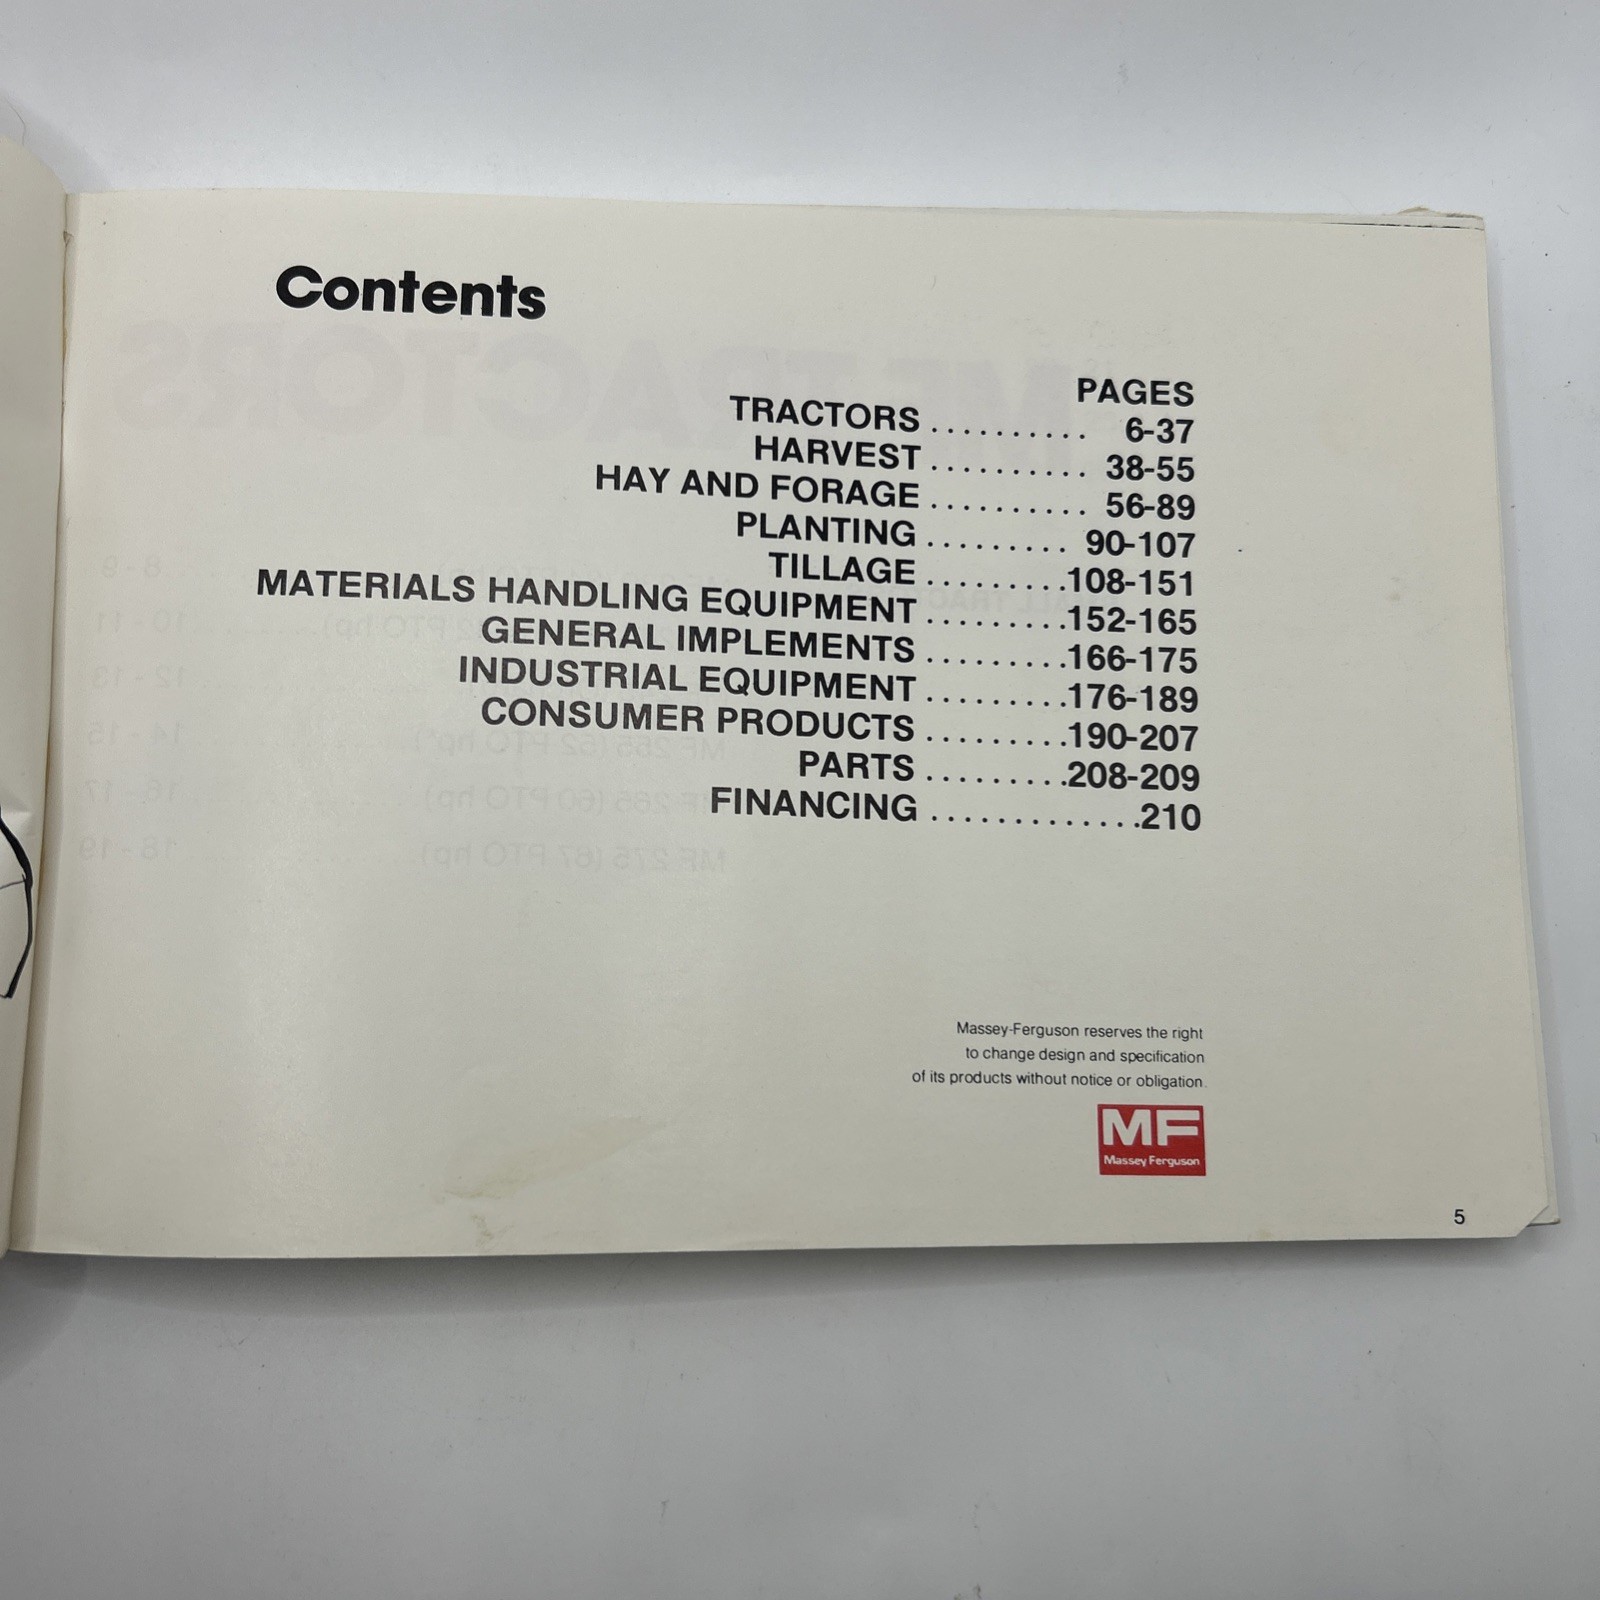 Contents
PAGES
TRACTORS .......... 6-37
HARVEST .......... 38-55
HAY AND FORAGE .......... 56-89
PLANTING ......... 90-107
TILLAGE .........108-151
MATERIALS HANDLING EQUIPMENT .........152-165
GENERAL IMPLEMENTS .........166-175
INDUSTRIAL EQUIPMENT .........176-189
CONSUMER PRODUCTS .........190-207
PARTS .........208-209
FINANCING .............210
Massey-Ferguson reserves the right
to change design and specification
of its products without notice or obligation.
MF
Massey Ferguson
5